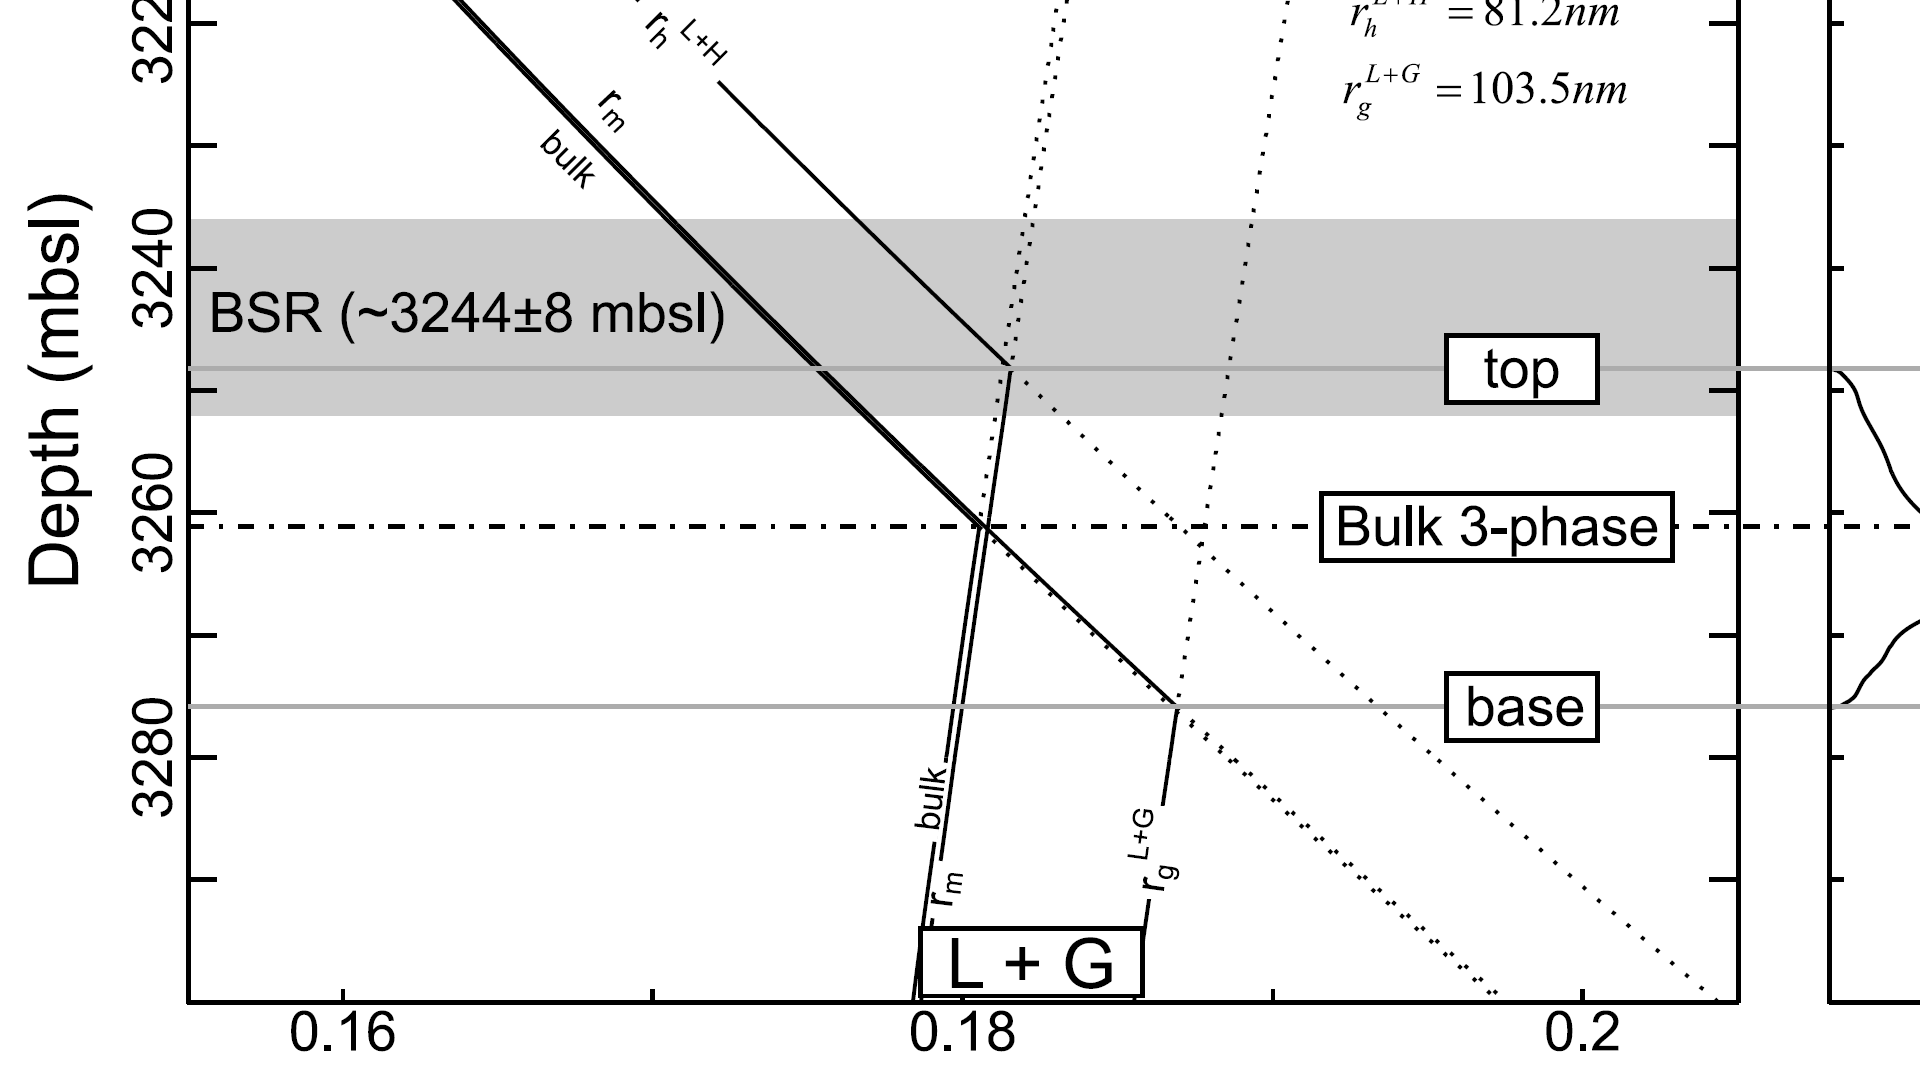 r_h^{L+H} = 81.2nm
r_g^{L+G} = 103.5nm
r_h^{L+H}
r_m
bulk
Depth (mbsl)
3240
3260
3280
BSR (~3244±8 mbsl)
top
Bulk 3-phase
base
bulk
r_m
r_g^{L+G}
L + G
0.16
0.18
0.2